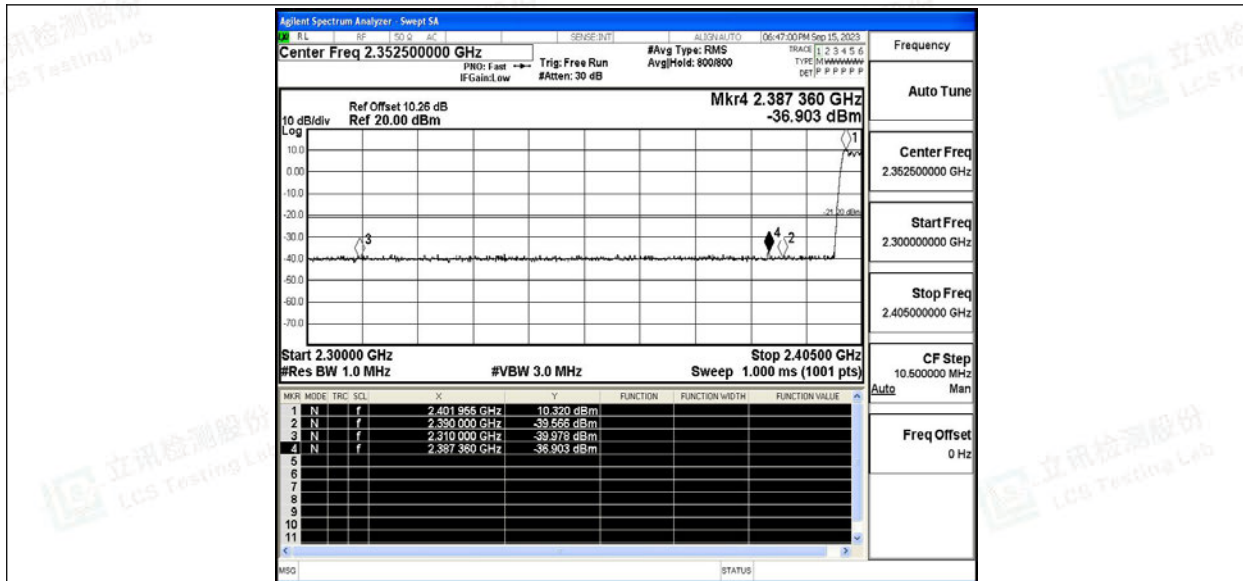 Agilent Spectrum Analyzer - Swept SA
RL RF 50 Ω AC SENSE:INT ALIGNAUTO 06:47:00 PM Sep 15, 2023
Center Freq 2.352500000 GHz
PNO: Fast
IFGain:Low
Trig: Free Run
#Atten: 30 dB
#Avg Type: RMS
Avg|Hold: 800/800
TRACE 1 2 3 4 5 6
TYPE M W W W W W
DET P P P P P P
Ref Offset 10.26 dB
10 dB/div Ref 20.00 dBm
Log
Mkr4 2.387 360 GHz
-36.903 dBm
10.0
0.00
-10.0
-20.0
-30.0
-40.0
-50.0
-60.0
-70.0
1
-21.20 dBm
3
4
2
Start 2.30000 GHz Stop 2.40500 GHz
#Res BW 1.0 MHz #VBW 3.0 MHz Sweep 1.000 ms (1001 pts)
MKR MODE TRC SCL X Y FUNCTION FUNCTION WIDTH FUNCTION VALUE
1 N f 2.401 955 GHz 10.320 dBm
2 N f 2.390 000 GHz -39.566 dBm
3 N f 2.310 000 GHz -39.978 dBm
4 N f 2.387 360 GHz -36.903 dBm
5
6
7
8
9
10
11
MSG STATUS
Frequency
Auto Tune
Center Freq
2.352500000 GHz
Start Freq
2.300000000 GHz
Stop Freq
2.405000000 GHz
CF Step
10.500000 MHz
Auto Man
Freq Offset
0 Hz
立讯检测股份
LCS Testing Lab
立讯检测股份
LCS Testing Lab